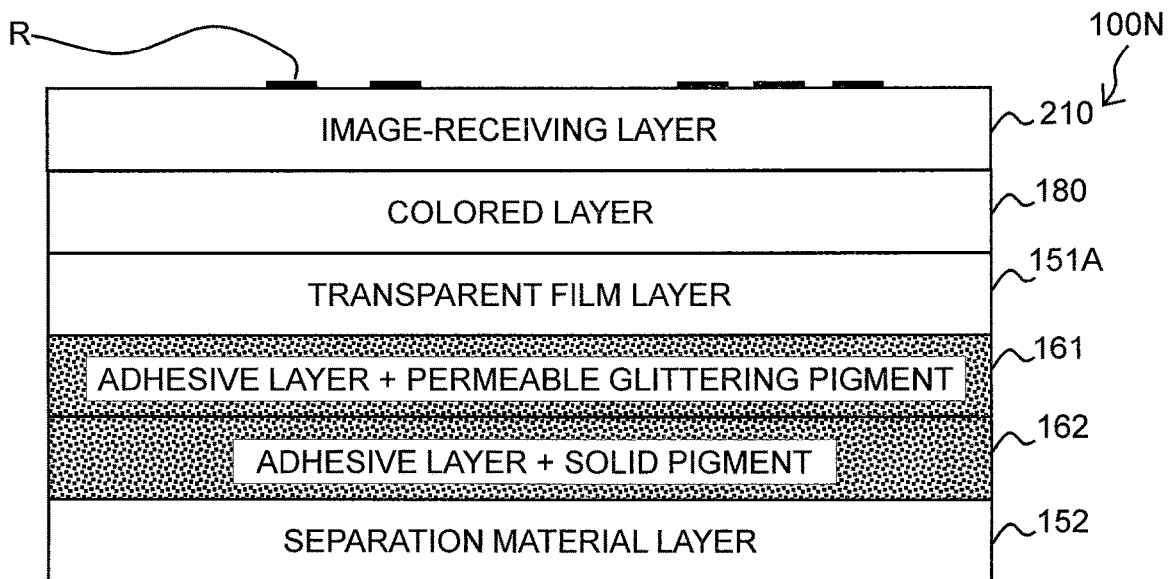 R
100N
IMAGE-RECEIVING LAYER 210
COLORED LAYER 180
TRANSPARENT FILM LAYER 151A
ADHESIVE LAYER + PERMEABLE GLITTERING PIGMENT 161
ADHESIVE LAYER + SOLID PIGMENT 162
SEPARATION MATERIAL LAYER 152